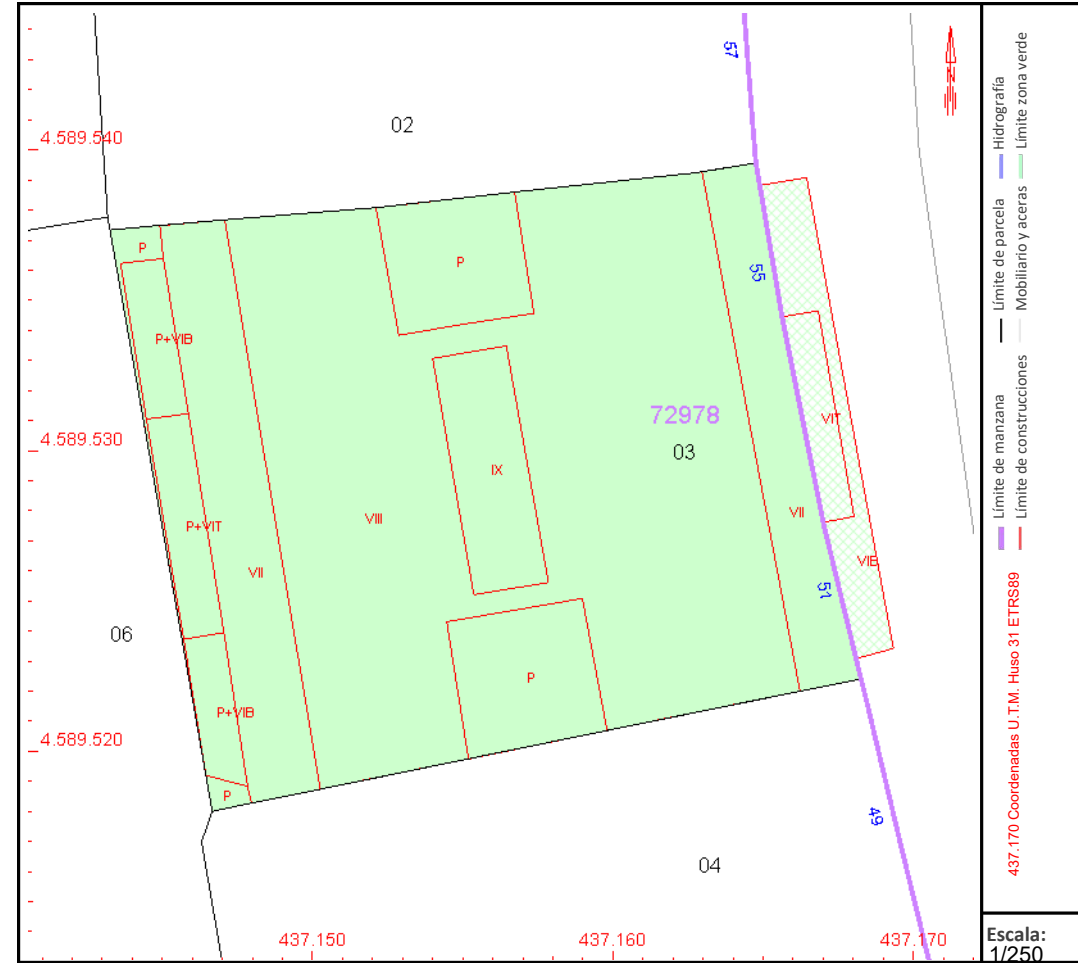 57
02
4.589.540
P
P
55
P+VIB
72978
4.589.530
03
VIT
IX
VIII
VII
P+VIT
VIB
VII
51
06
P
P+VIB
4.589.520
P
49
04
437.150
437.160
437.170
Límite de manzana
Límite de parcela
Hidrografía
437.170 Coordenadas U.T.M. Huso 31 ETRS89
Límite de construcciones
Mobiliario y aceras
Límite zona verde
Escala:
1/250